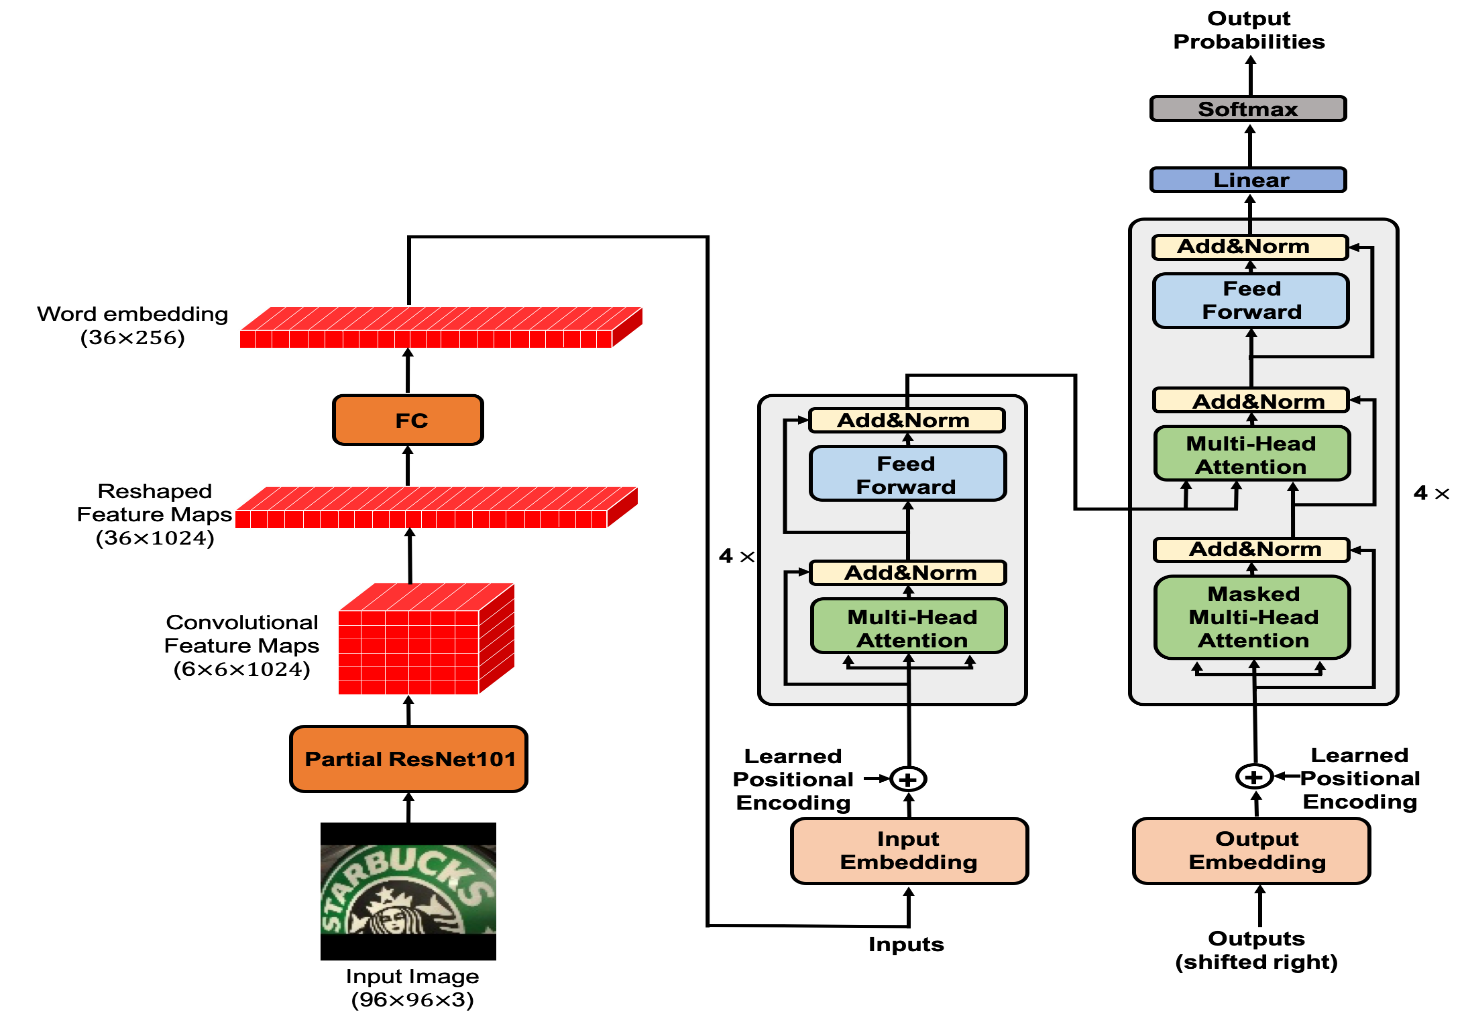 Output
Probabilities
Softmax
Linear
Add&Norm
Feed
Forward
Add&Norm
Multi-Head
Attention
4 ×
Add&Norm
Masked
Multi-Head
Attention
Learned
Positional
Encoding
Output
Embedding
Outputs
(shifted right)
Add&Norm
Feed
Forward
4 ×
Add&Norm
Multi-Head
Attention
Learned
Positional
Encoding
Input
Embedding
Inputs
Word embedding
(36×256)
FC
Reshaped
Feature Maps
(36×1024)
Convolutional
Feature Maps
(6×6×1024)
Partial ResNet101
STARBUCKS
Input Image
(96×96×3)